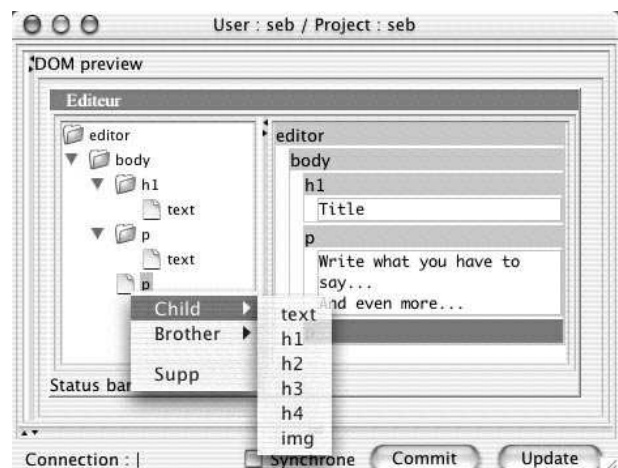 User : seb / Project : seb
DOM preview
Editeur
editor
body
h1
text
p
text
p
editor
body
h1
Title
p
Write what you have to
say...
And even more...
Child
Brother
Supp
text
h1
h2
h3
h4
img
Status bar
Connection :
Synchrone
Commit
Update